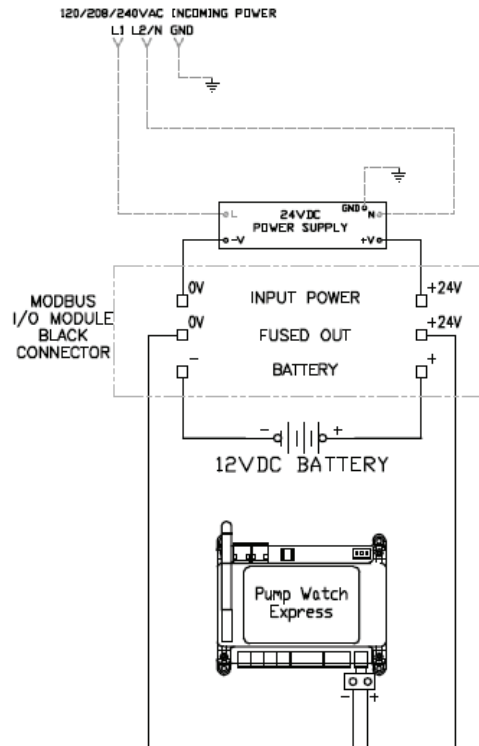 120/208/240VAC INCOMING POWER
L1 L2/N GND
L 24VDC GND N
POWER SUPPLY
-V +V
0V INPUT POWER +24V
MODBUS
I/O MODULE
BLACK
CONNECTOR
0V FUSED OUT +24V
- BATTERY +
- +
12VDC BATTERY
Pump Watch
Express
- +